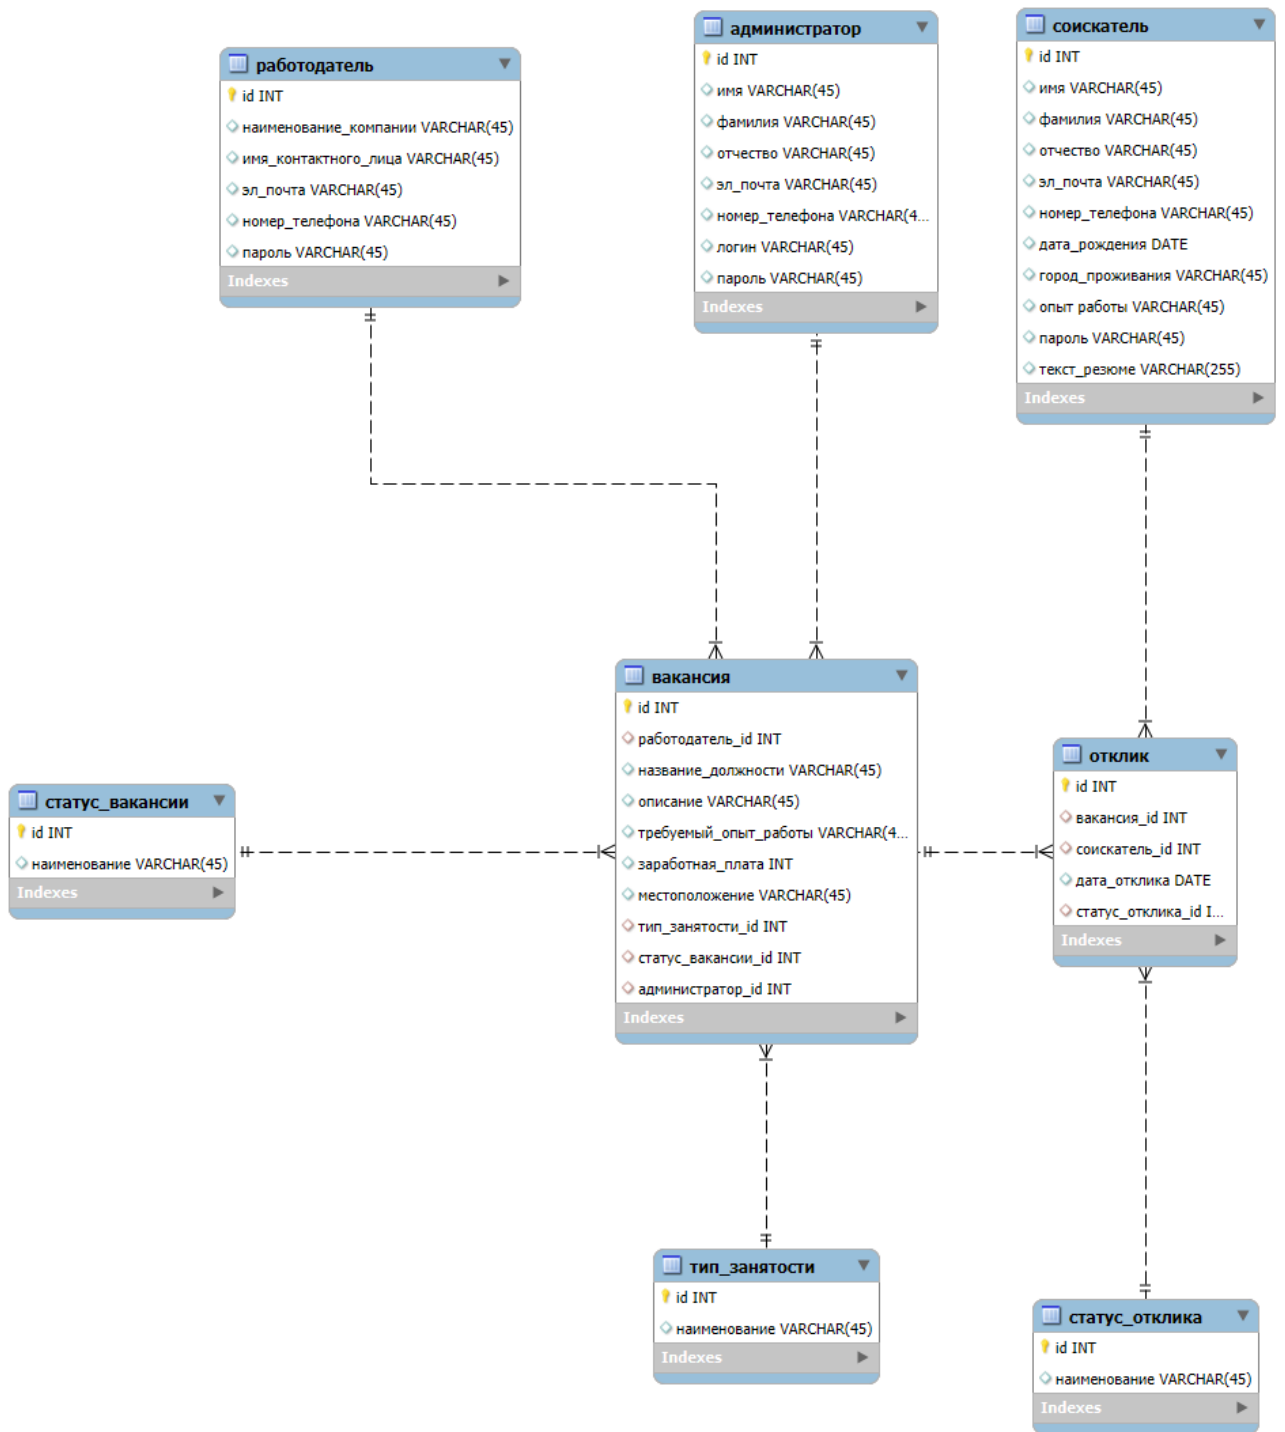 работодатель
id INT
наименование_компании VARCHAR(45)
имя_контактного_лица VARCHAR(45)
эл_почта VARCHAR(45)
номер_телефона VARCHAR(45)
пароль VARCHAR(45)
Indexes
администратор
id INT
имя VARCHAR(45)
фамилия VARCHAR(45)
отчество VARCHAR(45)
эл_почта VARCHAR(45)
номер_телефона VARCHAR(4...
логин VARCHAR(45)
пароль VARCHAR(45)
Indexes
соискатель
id INT
имя VARCHAR(45)
фамилия VARCHAR(45)
отчество VARCHAR(45)
эл_почта VARCHAR(45)
номер_телефона VARCHAR(45)
дата_рождения DATE
город_проживания VARCHAR(45)
опыт работы VARCHAR(45)
пароль VARCHAR(45)
текст_резюме VARCHAR(255)
Indexes
статус_вакансии
id INT
наименование VARCHAR(45)
Indexes
вакансия
id INT
работодатель_id INT
название_должности VARCHAR(45)
описание VARCHAR(45)
требуемый_опыт_работы VARCHAR(4...
заработная_плата INT
местоположение VARCHAR(45)
тип_занятости_id INT
статус_вакансии_id INT
администратор_id INT
Indexes
отклик
id INT
вакансия_id INT
соискатель_id INT
дата_отклика DATE
статус_отклика_id I...
Indexes
тип_занятости
id INT
наименование VARCHAR(45)
Indexes
статус_отклика
id INT
наименование VARCHAR(45)
Indexes